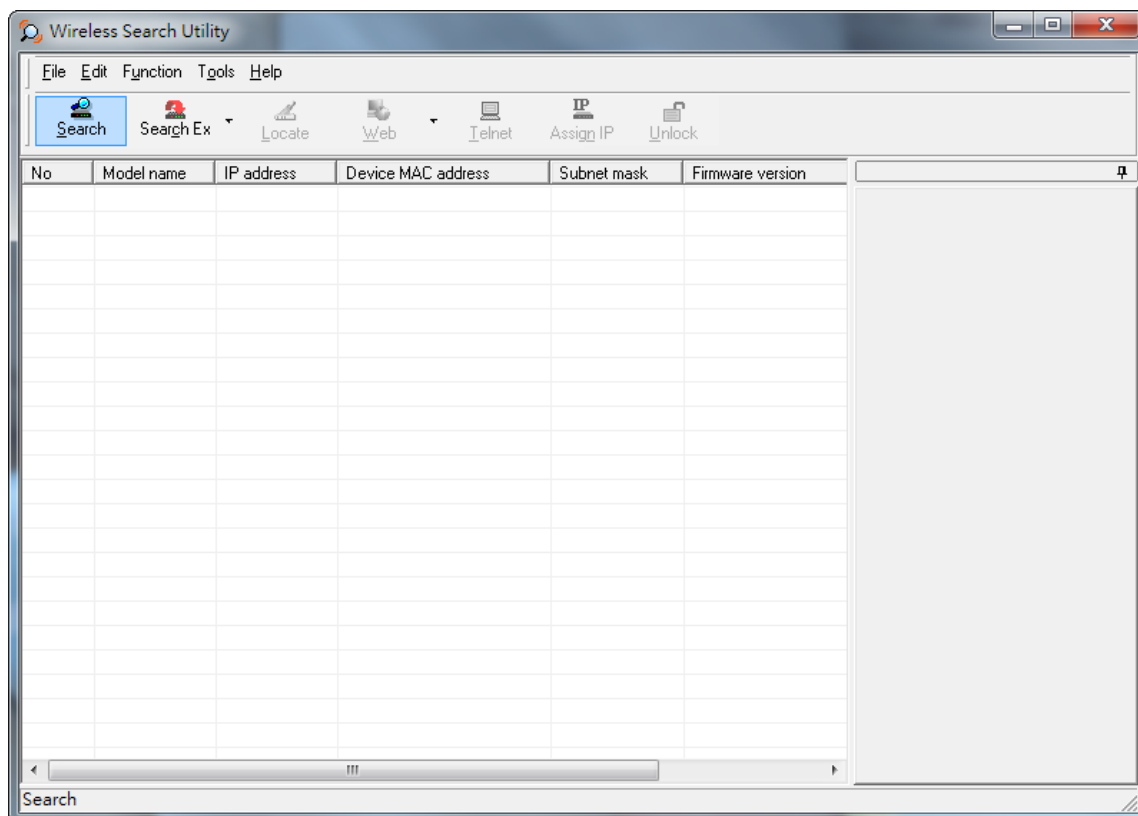 Wireless Search Utility
File Edit Function Tools Help
Search Search Ex Locate Web Telnet Assign IP Unlock
No Model name IP address Device MAC address Subnet mask Firmware version
Search